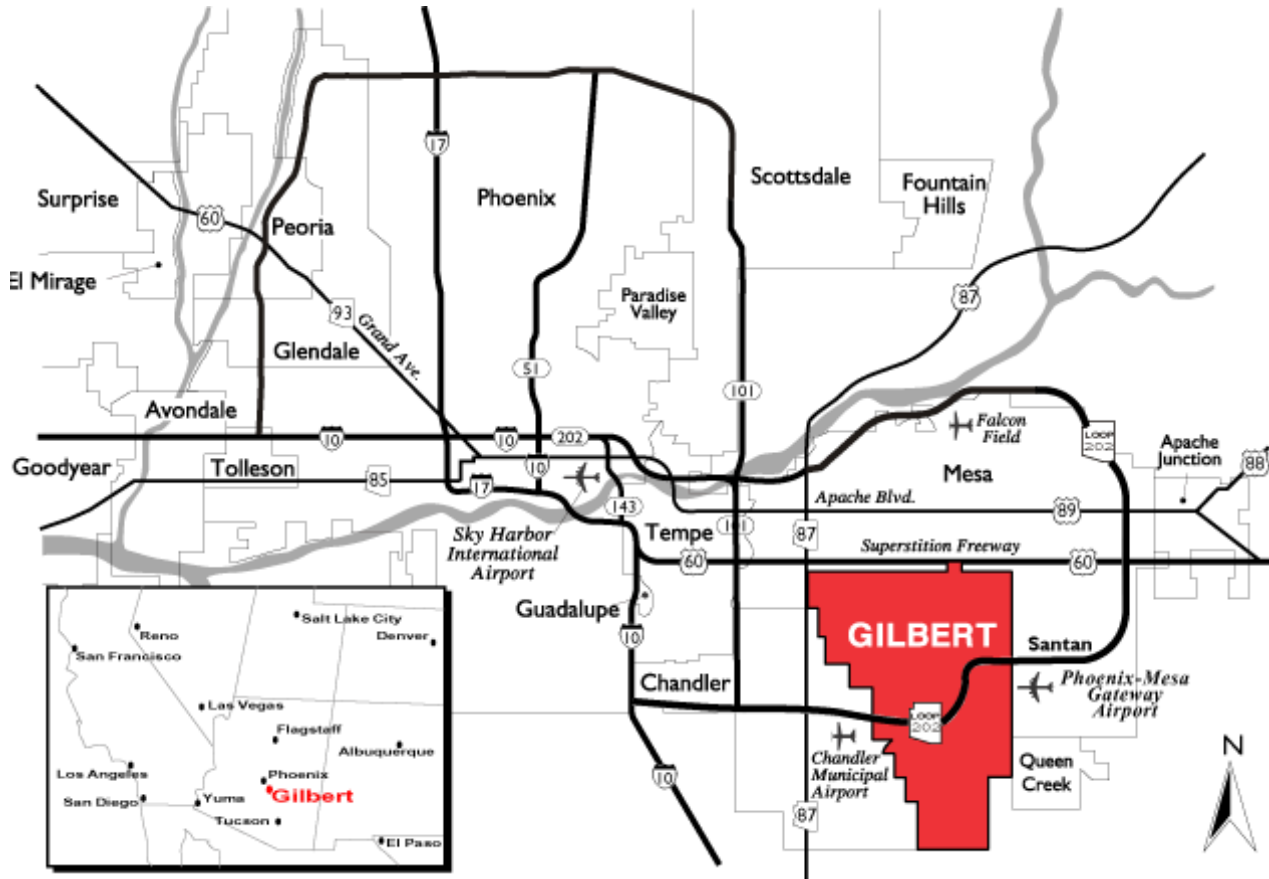 17
Scottsdale
Fountain
Hills
Phoenix
Surprise
60
Peoria
El Mirage
87
Paradise
Valley
93
Grand Ave.
Glendale
51
101
Avondale
Falcon
Field
LOOP
202
10
10
202
Apache
Junction
Goodyear
Tolleson
85
17
10
Mesa
88
143
Apache Blvd.
89
Sky Harbor
International
Airport
Tempe
101
87
Superstition Freeway
60
60
Guadalupe
10
GILBERT
Santan
Chandler
Phoenix-Mesa
Gateway
Airport
LOOP
202
Chandler
Municipal
Airport
Queen
Creek
N
10
87
Salt Lake City
Reno
Denver
San Francisco
Las Vegas
Flagstaff
Albuquerque
Los Angeles
Phoenix
Gilbert
San Diego
Yuma
Tucson
El Paso